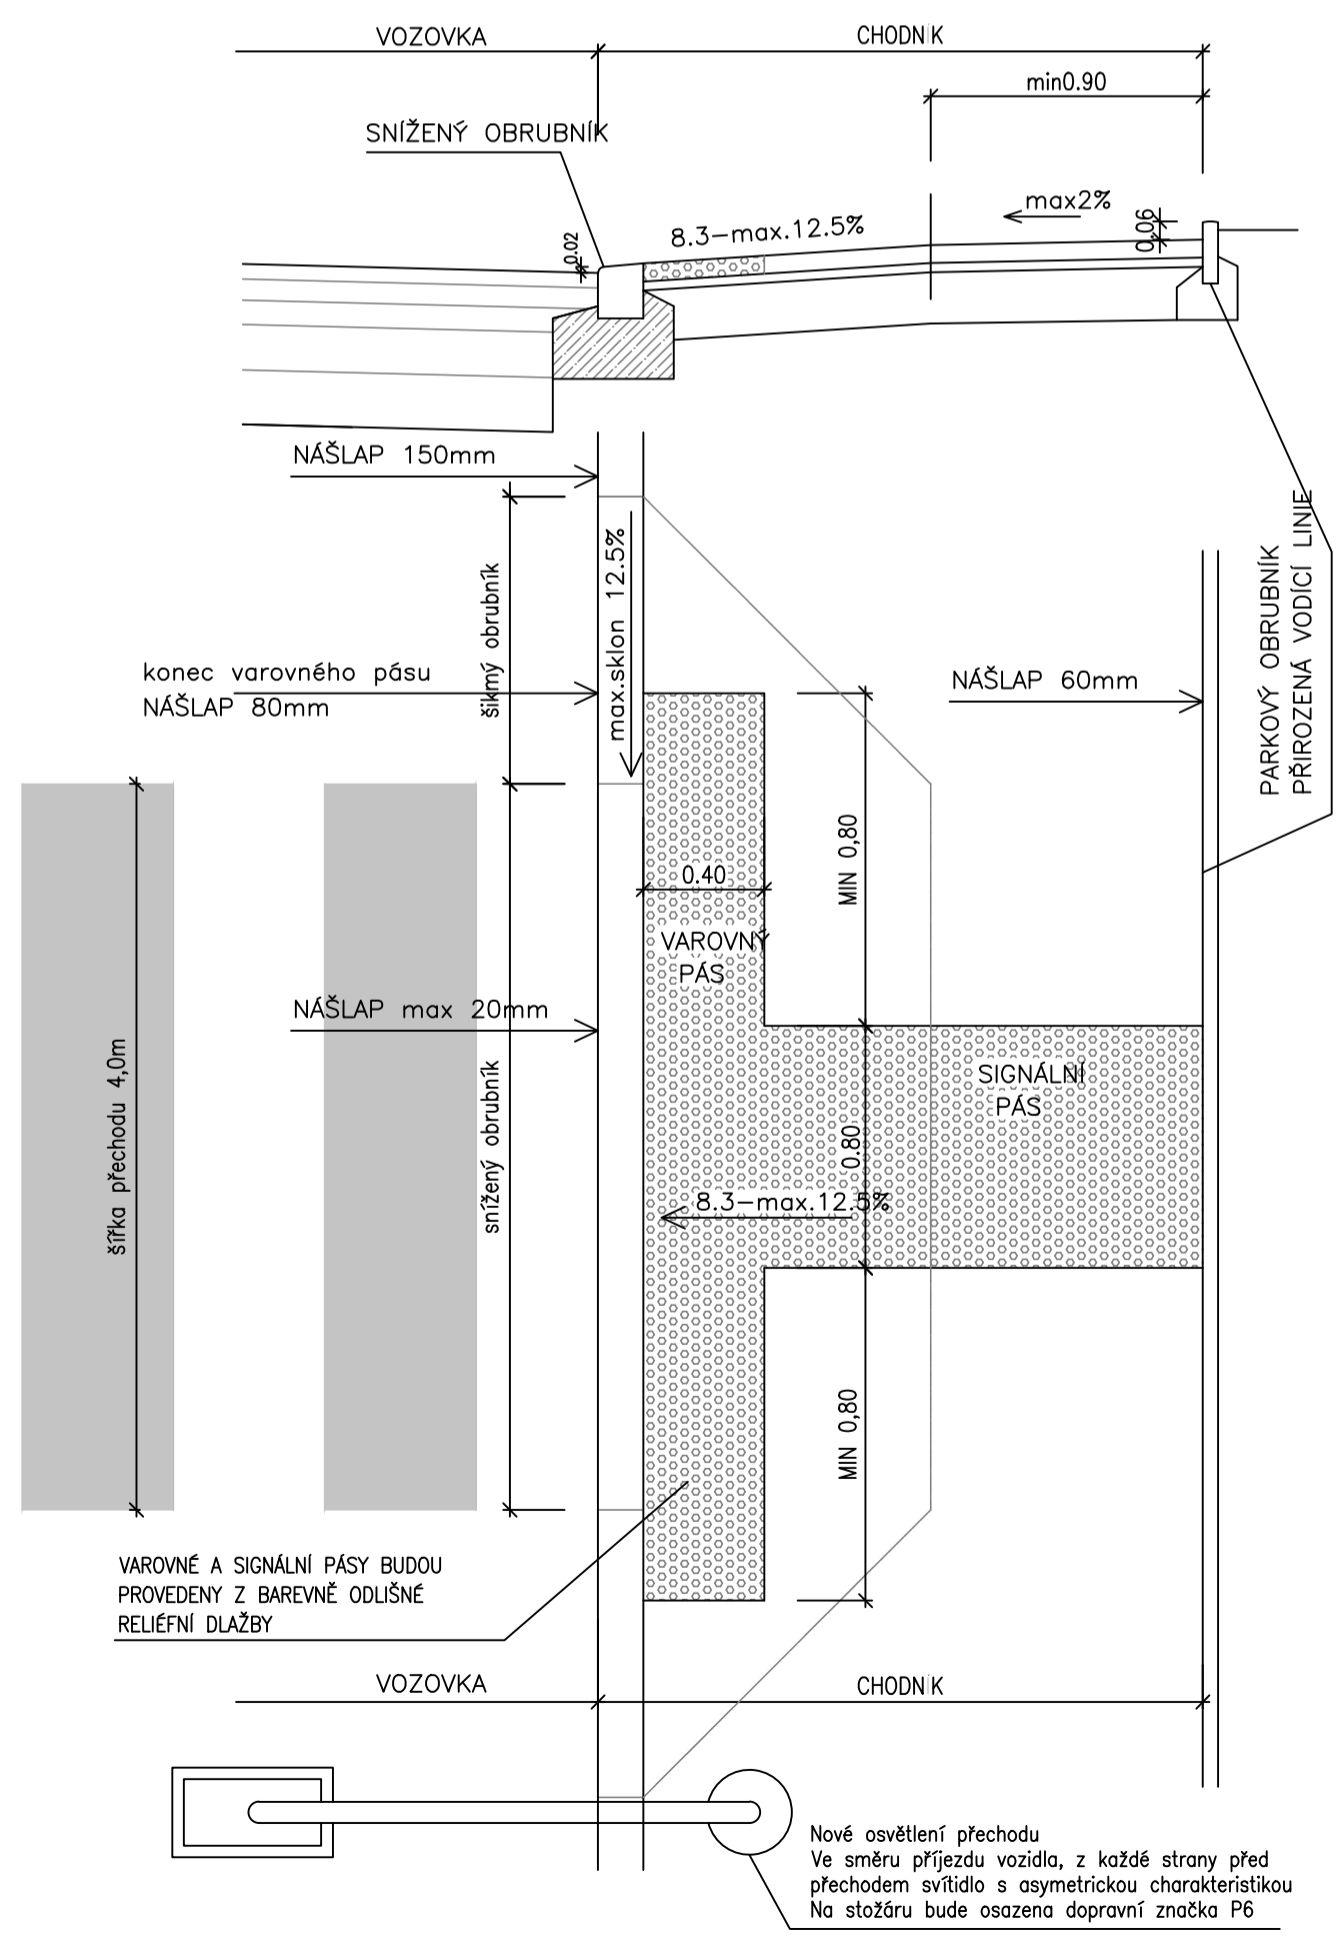 VOZOVKA
CHODNÍK
min0.90
SNÍŽENÝ OBRUBNÍK
max2%
8.3-max.12.5%
0.02
0.06
NÁŠLAP 150mm
šikmý obrubník
max.sklon 12.5%
PARKOVÝ OBRUBNÍK
PŘIROZENÁ VODÍCÍ LINIE
konec varovného pásu
NÁŠLAP 80mm
NÁŠLAP 60mm
MIN 0,80
0.40
VAROVNÝ
PÁS
NÁŠLAP max 20mm
šířka přechodu 4,0m
snížený obrubník
SIGNÁLNÍ
PÁS
0.80
8.3-max.12.5%
MIN 0,80
VAROVNÉ A SIGNÁLNÍ PÁSY BUDOU
PROVEDENY Z BAREVNĚ ODLIŠNÉ
RELIÉFNÍ DLAŽBY
VOZOVKA
CHODNÍK
Nové osvětlení přechodu
Ve směru příjezdu vozidla, z každé strany před
přechodem svítidlo s asymetrickou charakteristikou
Na stožáru bude osazena dopravní značka P6